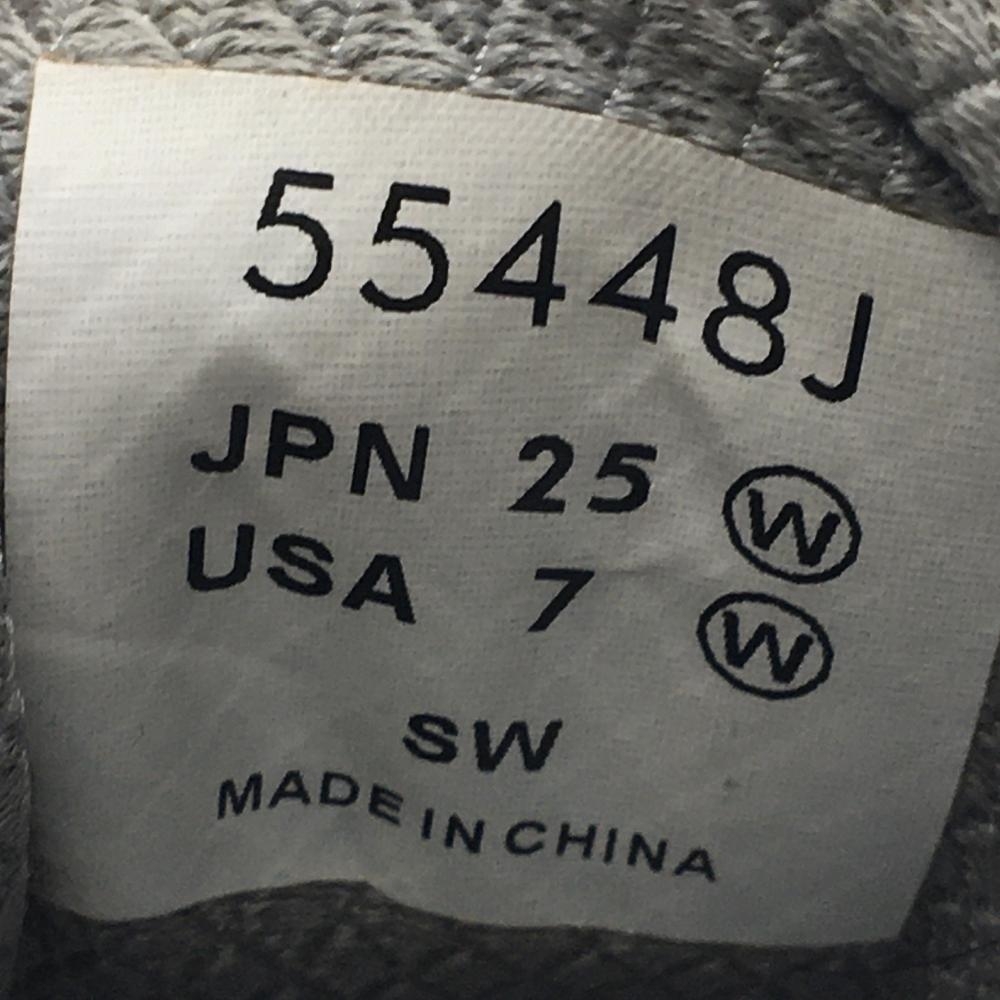 55448J
JPN 25 Ⓦ
USA 7 Ⓦ
SW
MADE IN CHINA